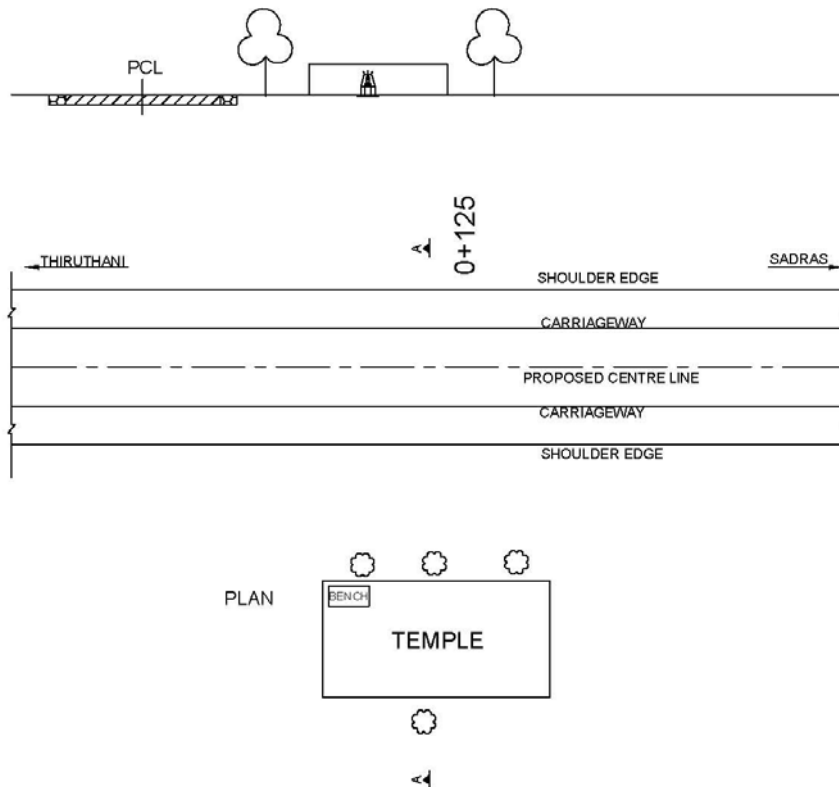 PCL
A
0+125
THIRUTHANI
SADRAS
SHOULDER EDGE
CARRIAGEWAY
PROPOSED CENTRE LINE
CARRIAGEWAY
SHOULDER EDGE
PLAN
BENCH
TEMPLE
A